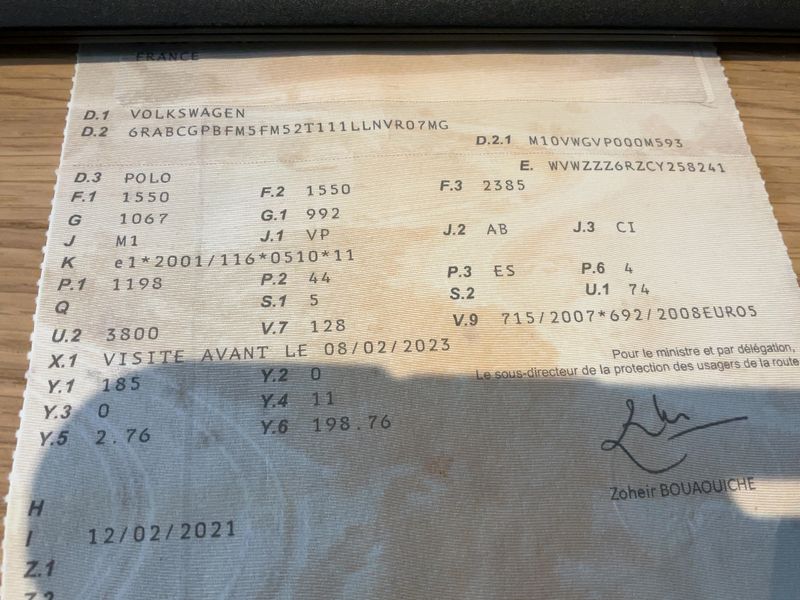 FRANCE
D.1 VOLKSWAGEN
D.2 6RABCGPBFM5FM52T111LLNVR07MG D.2.1 M10VWGVP000M593
D.3 POLO E. WVWZZZ6RZCY258241
F.1 1550 F.2 1550 F.3 2385
G 1067 G.1 992
J M1 J.1 VP J.2 AB J.3 CI
K e1*2001/116*0510*11
P.1 1198 P.2 44 P.3 ES P.6 4
Q S.1 5 S.2 U.1 74
U.2 3800 V.7 128 V.9 715/2007*692/2008EURO5
X.1 VISITE AVANT LE 08/02/2023
Pour le ministre et par délégation,
Le sous-directeur de la protection des usagers de la route
Y.1 185 Y.2 0
Y.3 0 Y.4 11
Y.5 2.76 Y.6 198.76
Zoheir BOUAOUICHE
H
I 12/02/2021
Z.1
Z.2